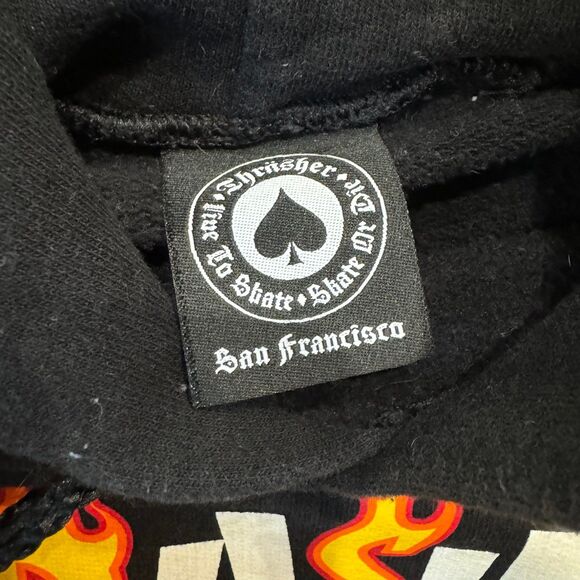 Thrasher • Live To Skate • Skate Or Die •
San Francisco